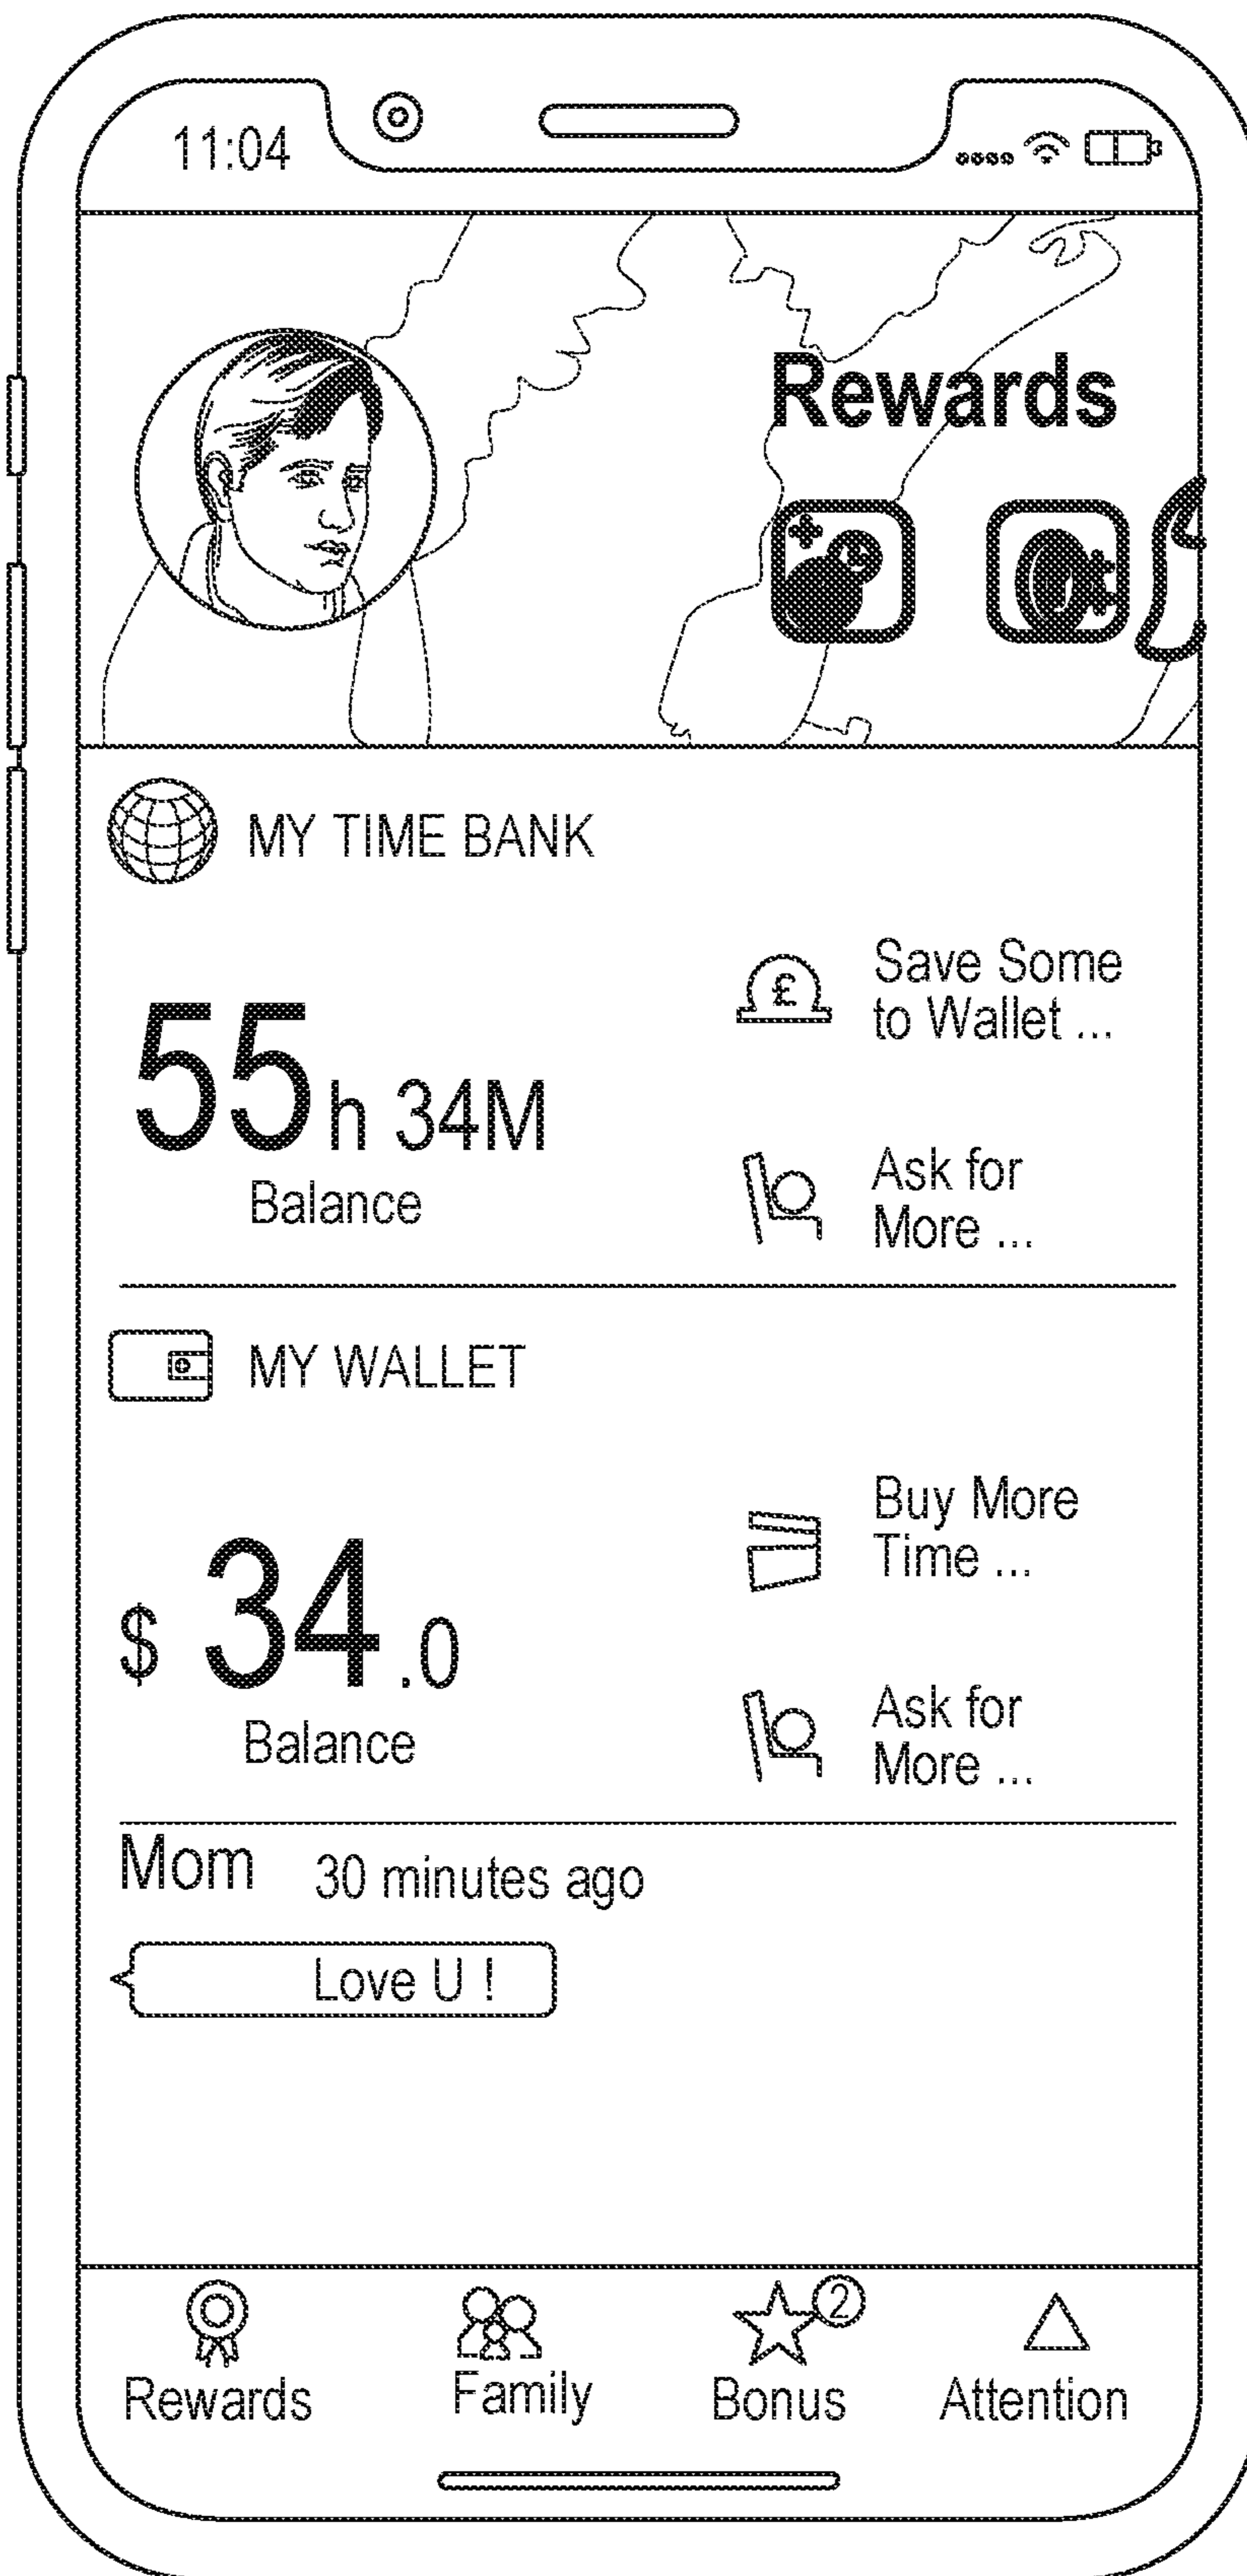 11:04
Rewards
MY TIME BANK
55h 34M
Balance
£
Save Some
to Wallet ...
Ask for
More ...
MY WALLET
$ 34.0
Balance
Buy More
Time ...
Ask for
More ...
Mom 30 minutes ago
Love U !
2
Rewards Family Bonus Attention